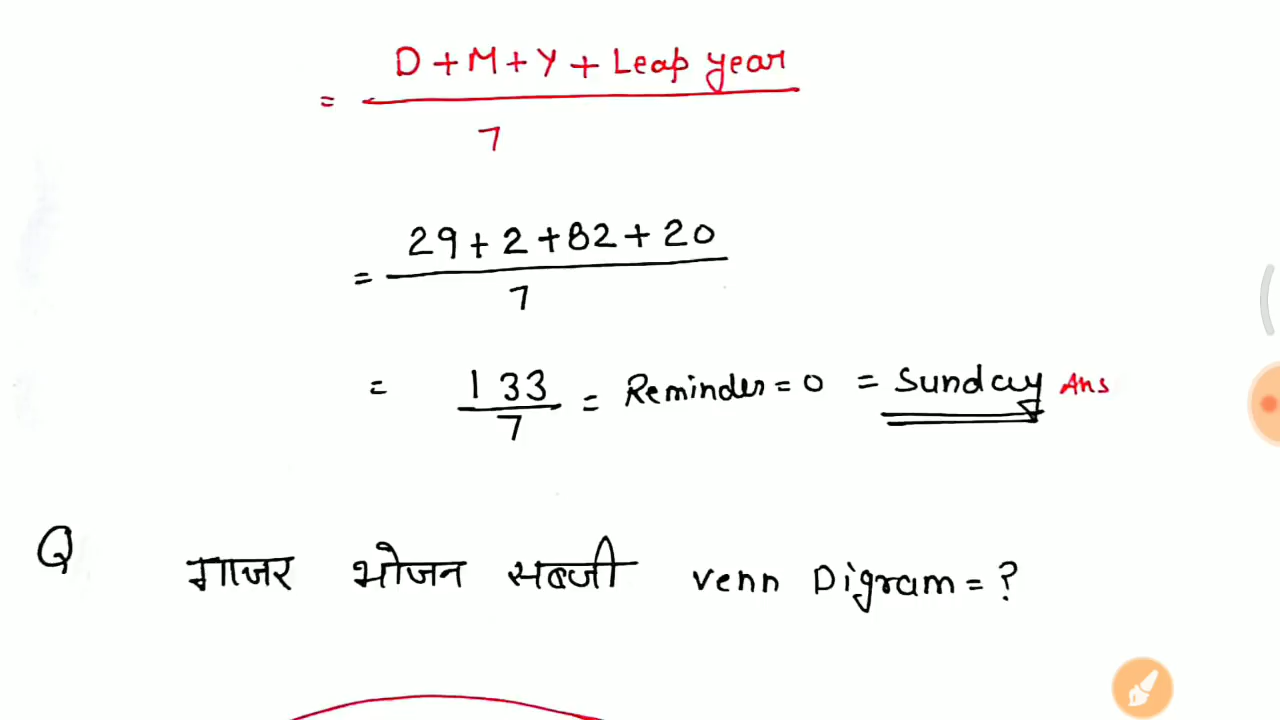 D + M + Y + Leap year
=
7
29 + 2 + 82 + 20
=
7
= 133 = Reminder = 0 = Sunday Ans
7
Q गाजर भोजन सब्जी venn Digram = ?